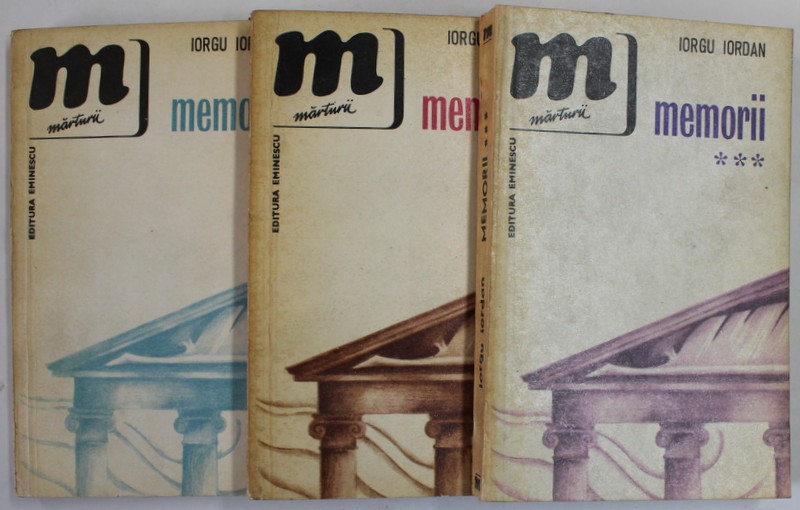 m
mărturii
IORGU IOR
memo
EDITURA EMINESCU
m
mărturii
IORGU
mem
EDITURA EMINESCU
iorgu iordan MEMORII ***
m
mărturii
IORGU IORDAN
memorii
***
EDITURA EMINESCU